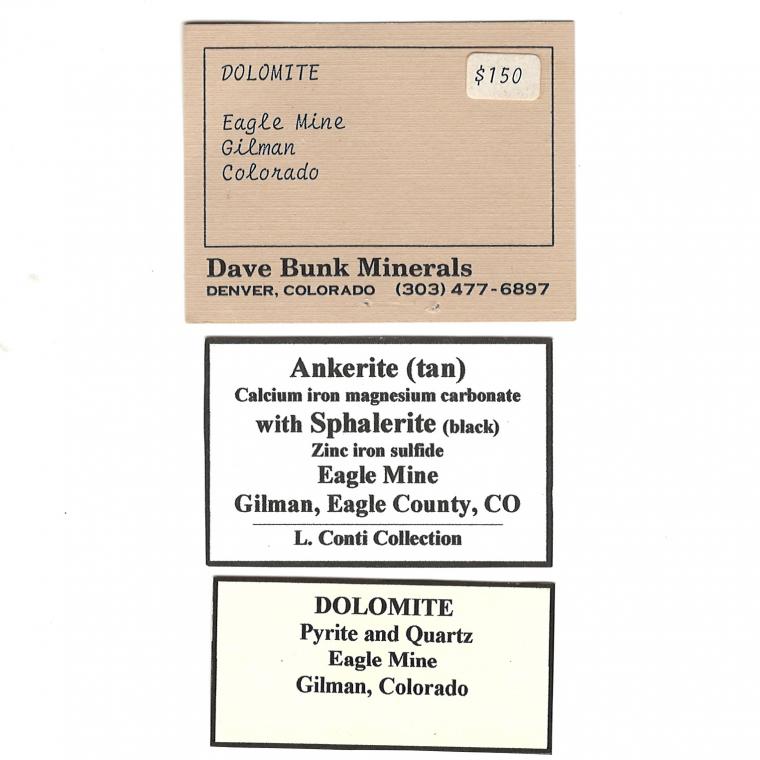 DOLOMITE
$150
Eagle Mine
Gilman
Colorado
Dave Bunk Minerals
DENVER, COLORADO (303) 477-6897
Ankerite (tan)
Calcium iron magnesium carbonate
with Sphalerite (black)
Zinc iron sulfide
Eagle Mine
Gilman, Eagle County, CO
L. Conti Collection
DOLOMITE
Pyrite and Quartz
Eagle Mine
Gilman, Colorado